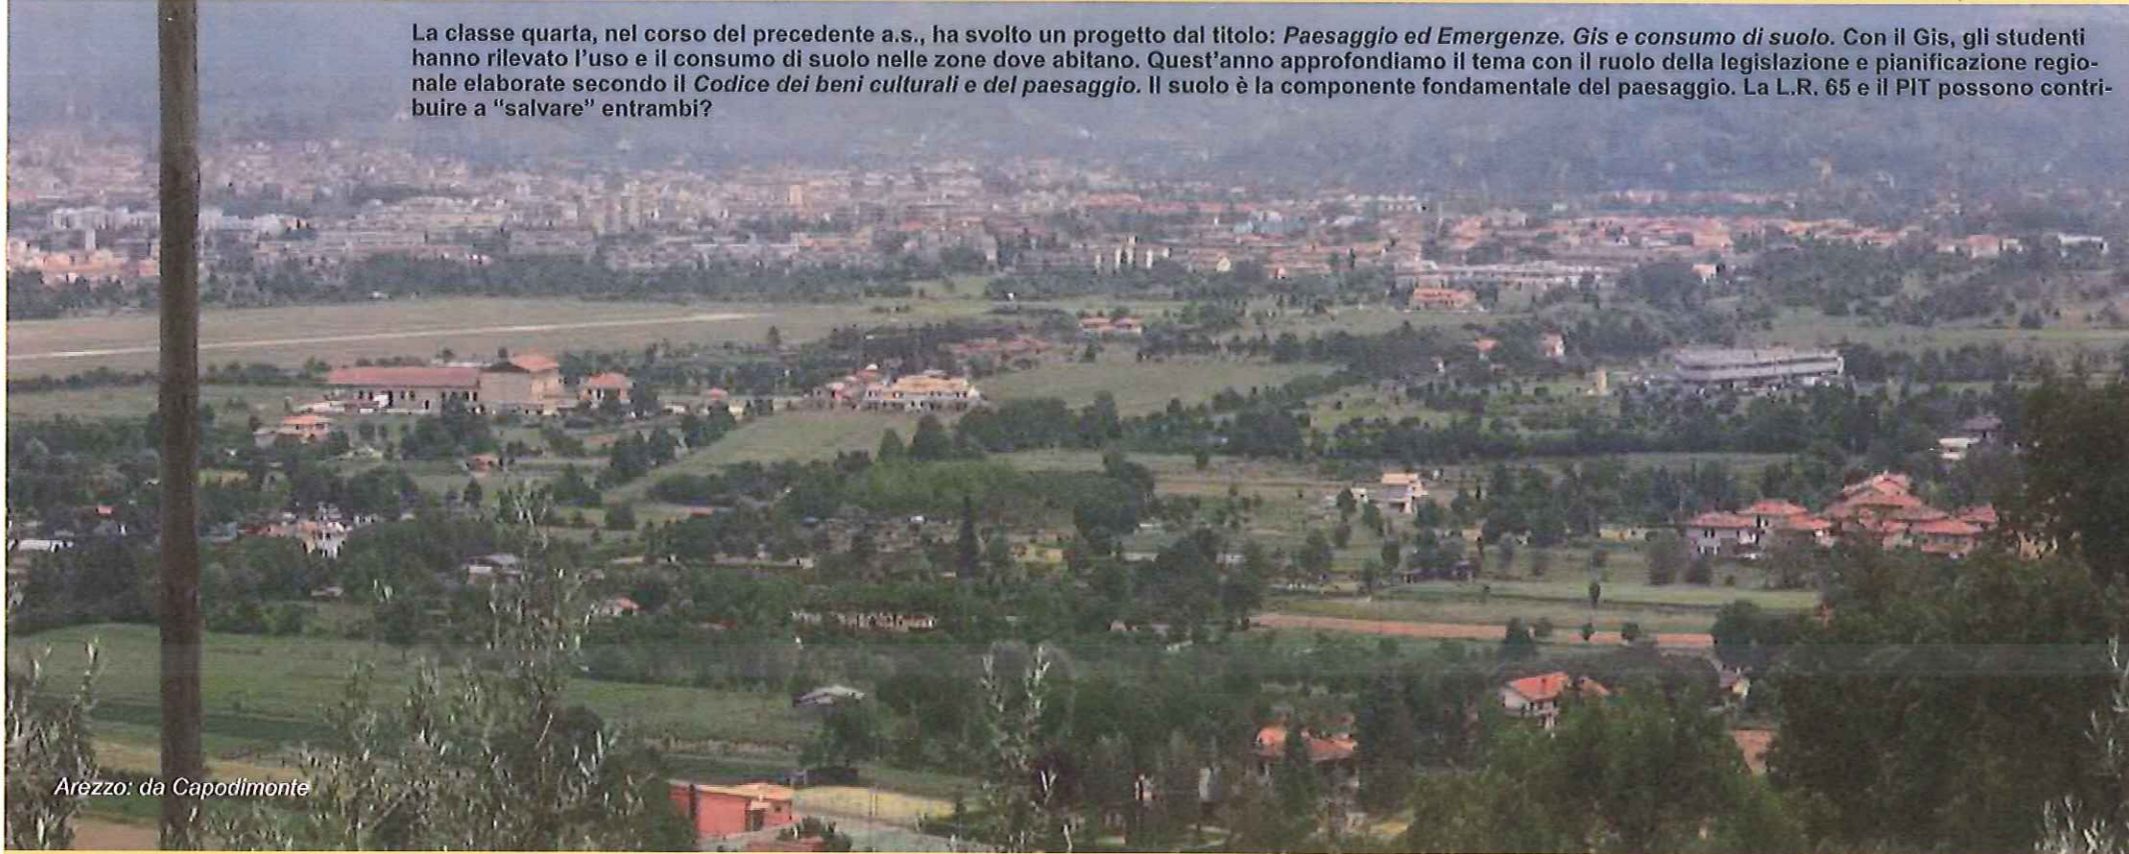 La classe quarta, nel corso del precedente a.s., ha svolto un progetto dal titolo: Paesaggio ed Emergenze. Gis e consumo di suolo. Con il Gis, gli studenti
hanno rilevato l'uso e il consumo di suolo nelle zone dove abitano. Quest'anno approfondiamo il tema con il ruolo della legislazione e pianificazione regio-
nale elaborate secondo il Codice dei beni culturali e del paesaggio. Il suolo è la componente fondamentale del paesaggio. La L.R. 65 e il PIT possono contri-
buire a “salvare” entrambi?
Arezzo: da Capodimonte